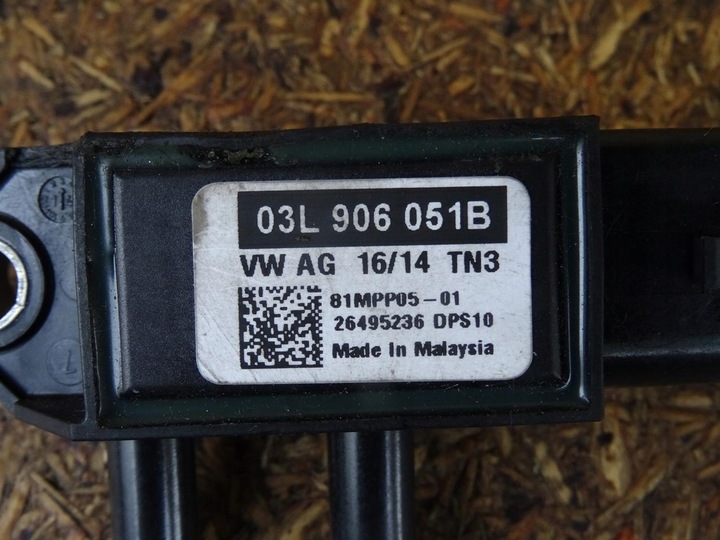 03L 906 051B
VW AG 16/14 TN3
81MPP05-01
26495236 DPS10
Made In Malaysia